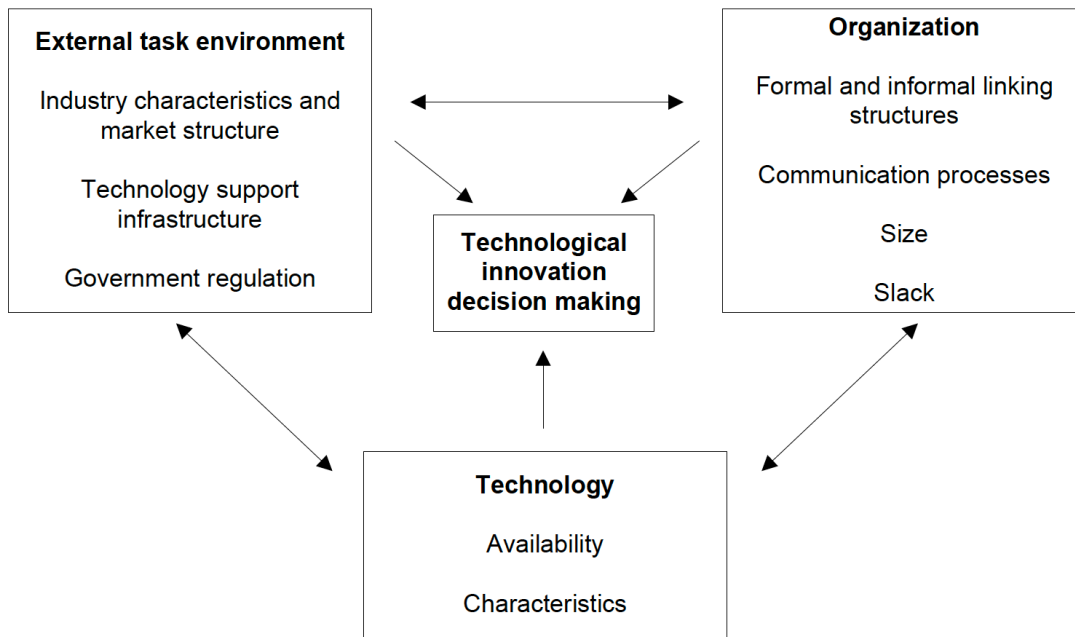 External task environment
Industry characteristics and
market structure
Technology support
infrastructure
Government regulation
Organization
Formal and informal linking
structures
Communication processes
Size
Slack
Technological
innovation
decision making
Technology
Availability
Characteristics